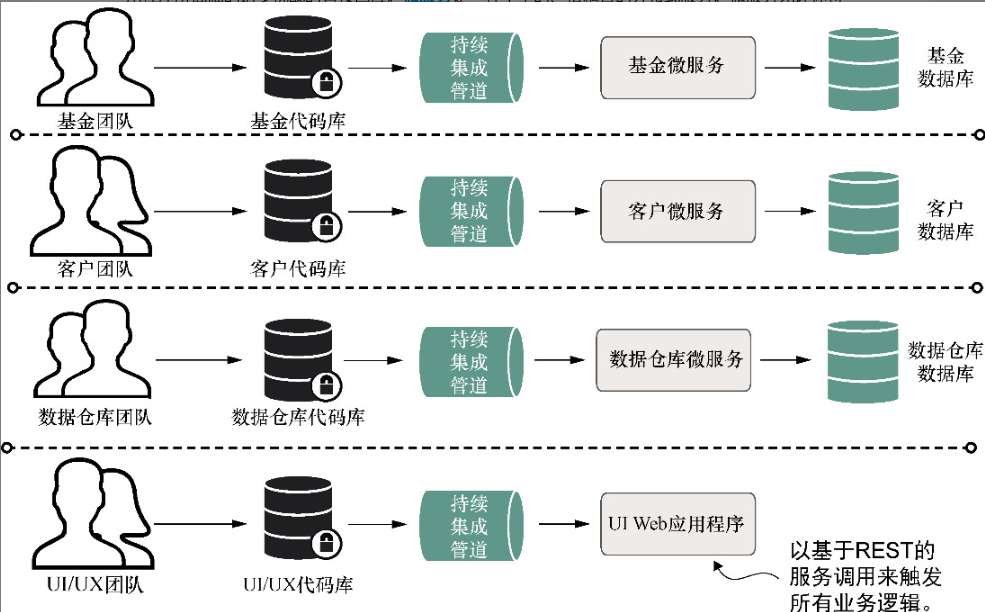 持续
集成
管道
基金微服务
基金
数据库
基金团队
基金代码库
持续
集成
管道
客户微服务
客户
数据库
客户团队
客户代码库
持续
集成
管道
数据仓库微服务
数据仓库
数据库
数据仓库团队
数据仓库代码库
持续
集成
管道
UI Web应用程序
UI/UX团队
UI/UX代码库
以基于REST的
服务调用来触发
所有业务逻辑。